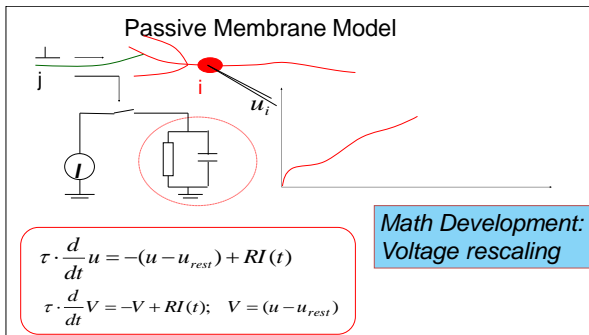 Passive Membrane Model
j
i
u_i
I
Math Development:
Voltage rescaling
τ · d/dt u = −(u − u_rest) + RI(t)
τ · d/dt V = −V + RI(t); V = (u − u_rest)